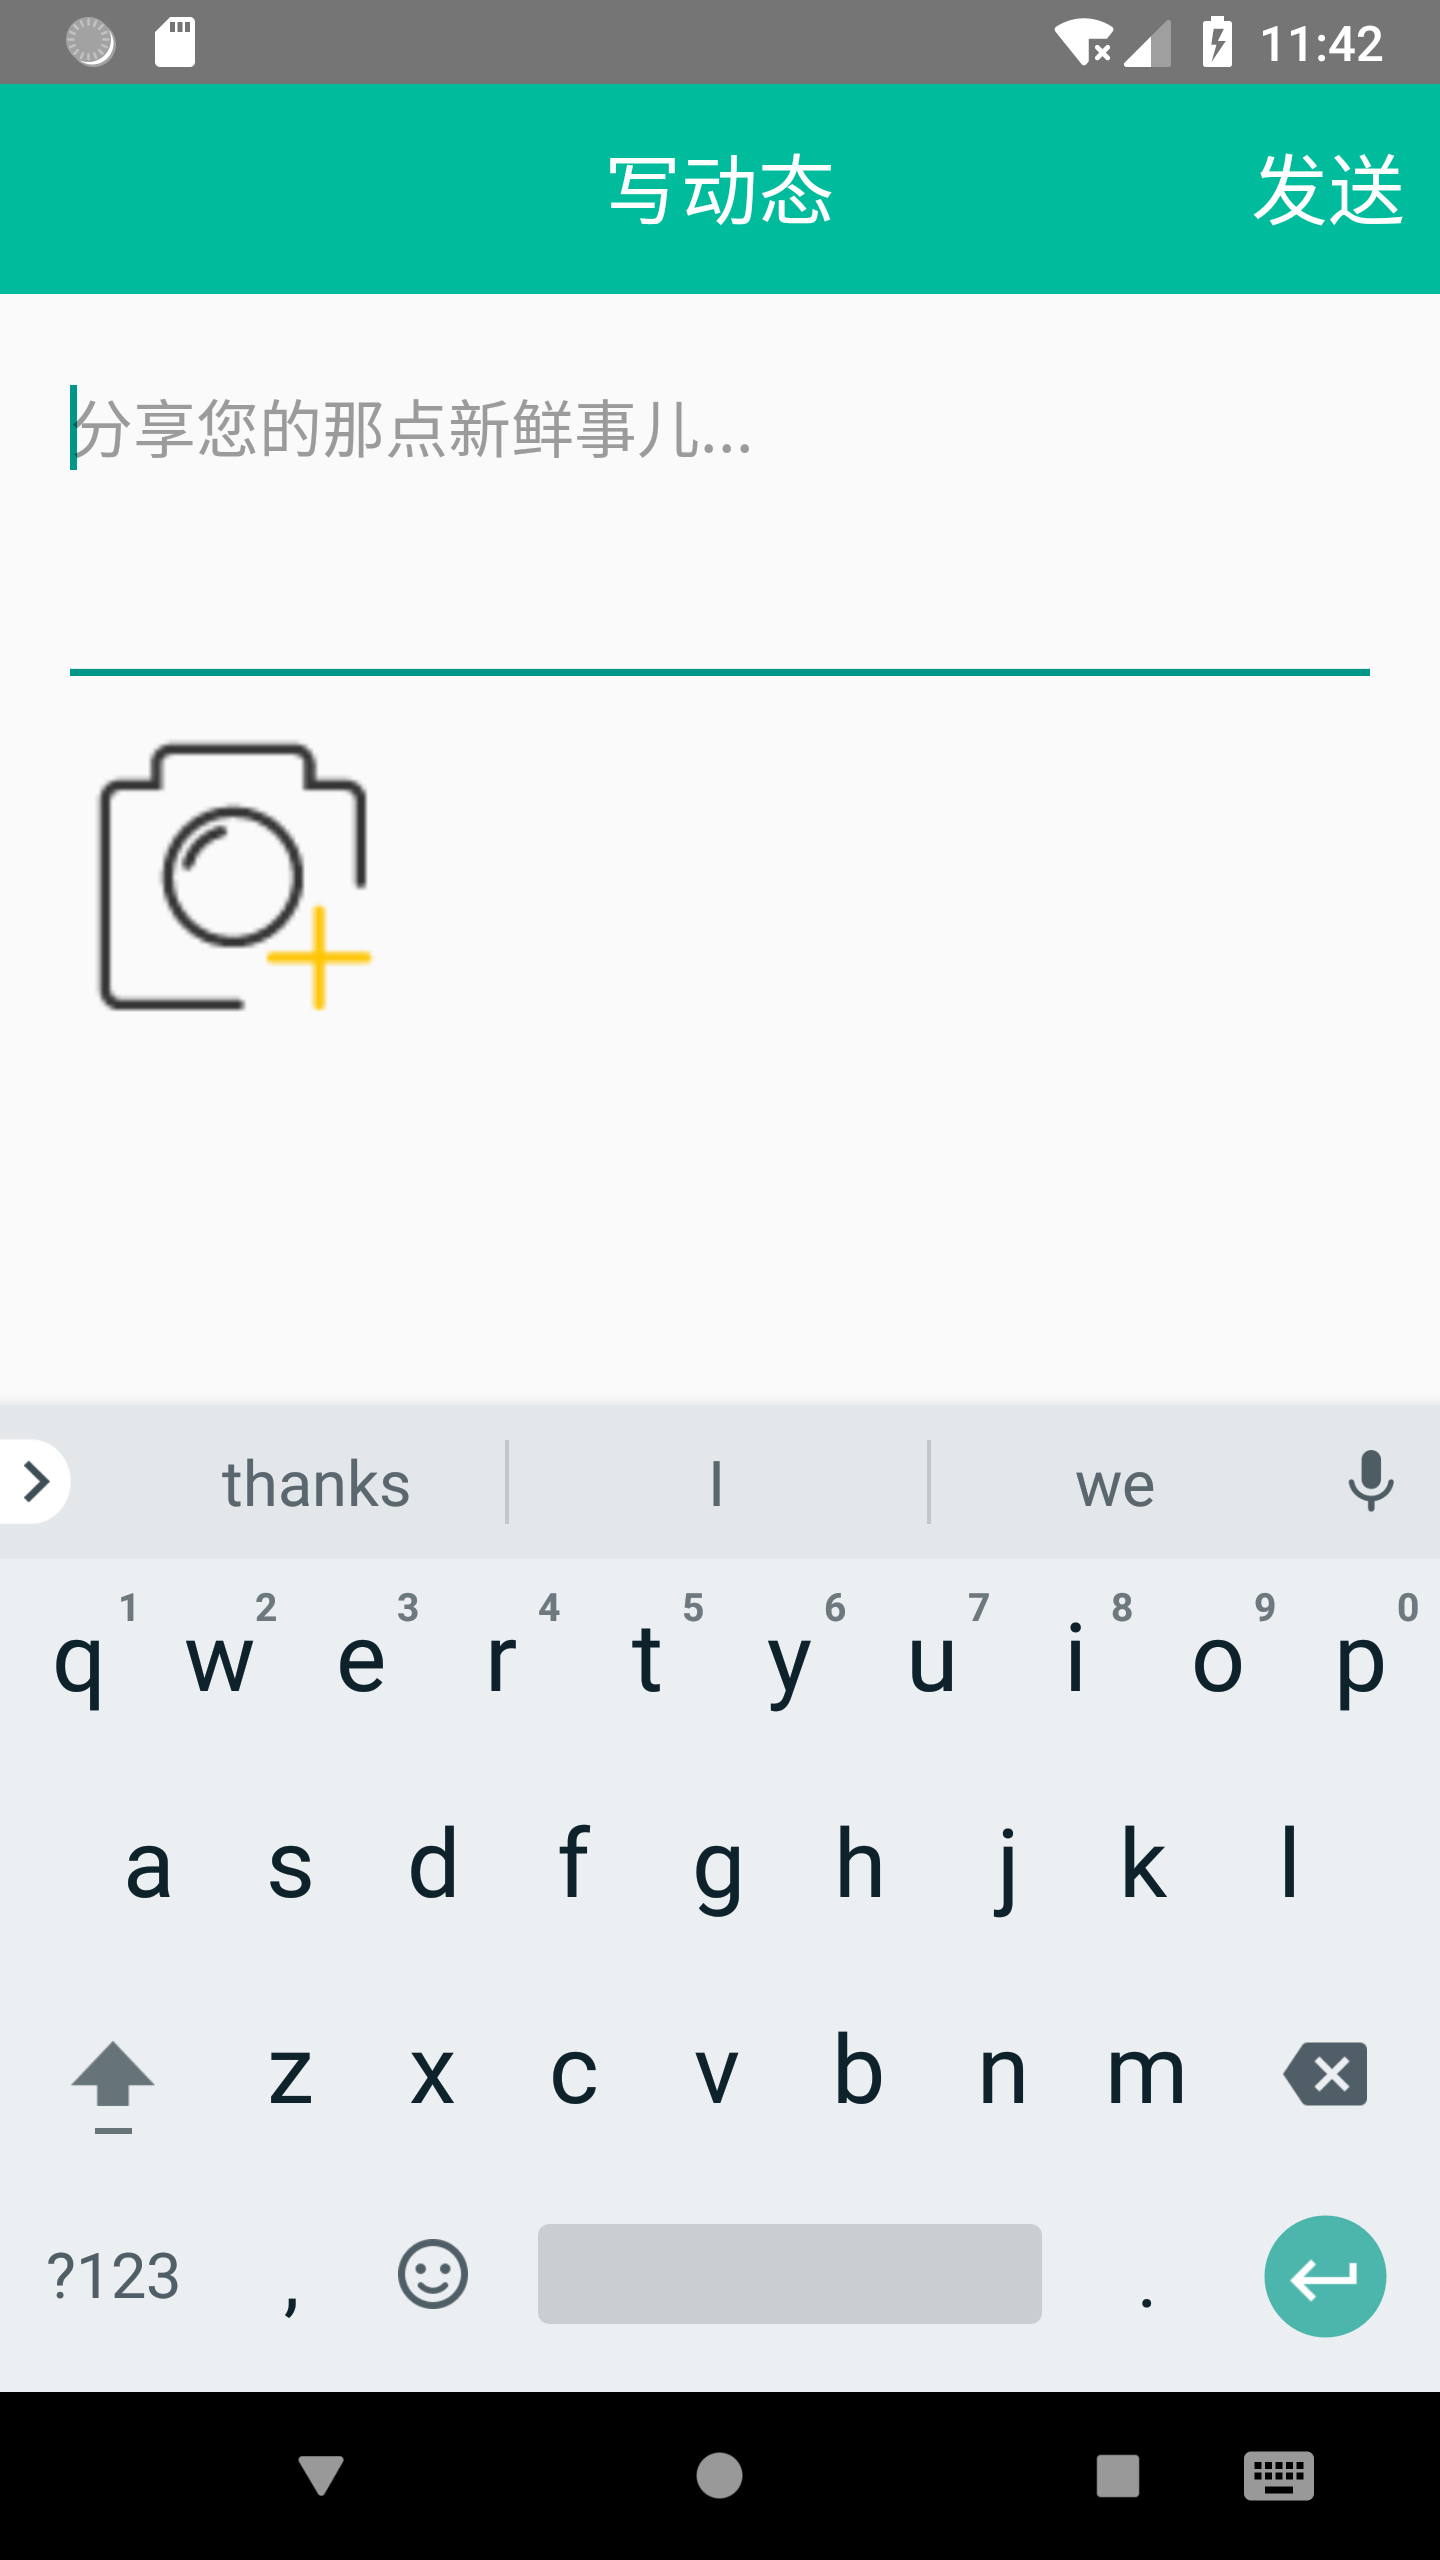 11:42
写动态 发送
分享您的那点新鲜事儿...
thanks I we
1 2 3 4 5 6 7 8 9 0
q w e r t y u i o p
a s d f g h j k l
z x c v b n m
?123 , .